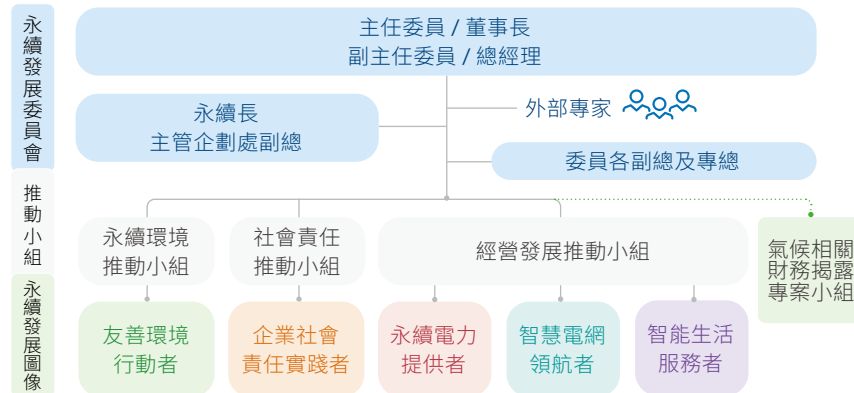 永續發展委員會
主任委員 / 董事長
副主任委員 / 總經理
永續長
主管企劃處副總
外部專家
委員各副總及專總
推動小組
永續環境
推動小組
社會責任
推動小組
經營發展推動小組
氣候相關
財務揭露
專案小組
永續發展圖像
友善環境
行動者
企業社會
責任實踐者
永續電力
提供者
智慧電網
領航者
智能生活
服務者